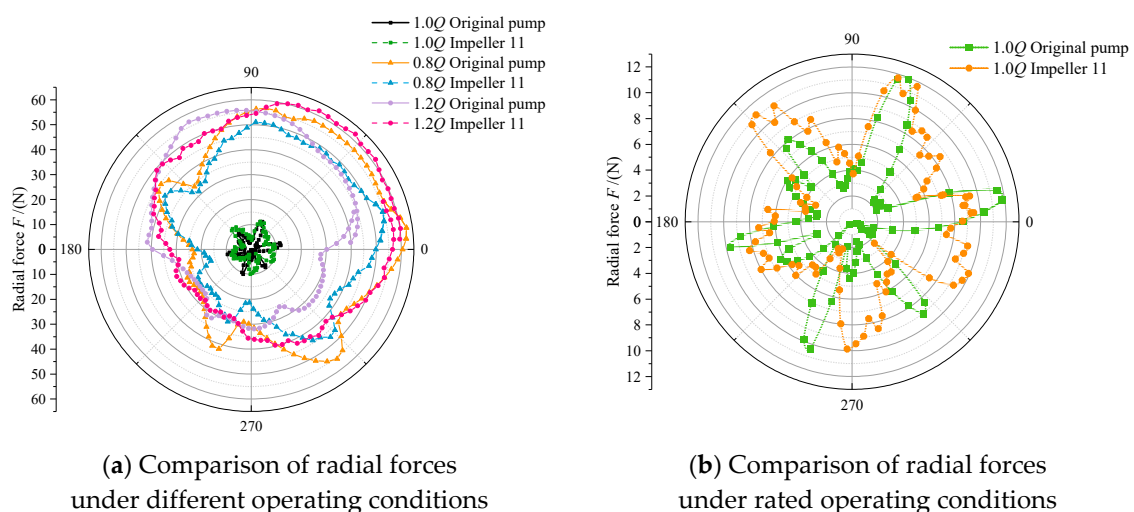 1.0Q Original pump
1.0Q Impeller 11
0.8Q Original pump
0.8Q Impeller 11
1.2Q Original pump
1.2Q Impeller 11
90
60
50
40
30
20
10
0
10
20
30
40
50
60
Radial force F /(N)
180
0
270
(a) Comparison of radial forces
under different operating conditions
1.0Q Original pump
1.0Q Impeller 11
90
12
10
8
6
4
2
0
2
4
6
8
10
12
Radial force F /(N)
180
0
270
(b) Comparison of radial forces
under rated operating conditions